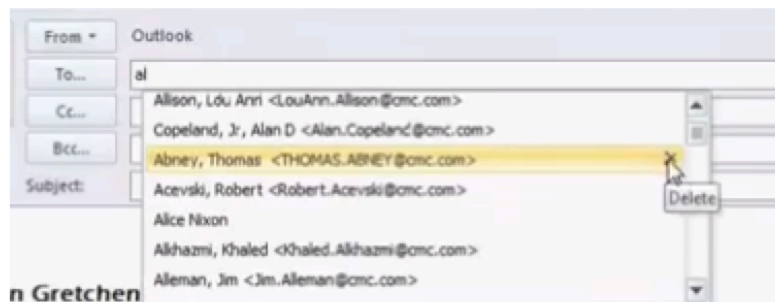 From Outlook
To... al
Cc...
Bcc...
Subject:
Allison, Lou Ann <LouAnn.Allison@cmc.com>
Copeland, Jr, Alan D <Alan.Copeland@cmc.com>
Abney, Thomas <THOMAS.ABNEY@cmc.com>
Acevski, Robert <Robert.Acevski@cmc.com>
Delete
Alice Nixon
Alkhazmi, Khaled <Khaled.Alkhazmi@cmc.com>
Alleman, Jim <Jim.Alleman@cmc.com>
n Gretchen